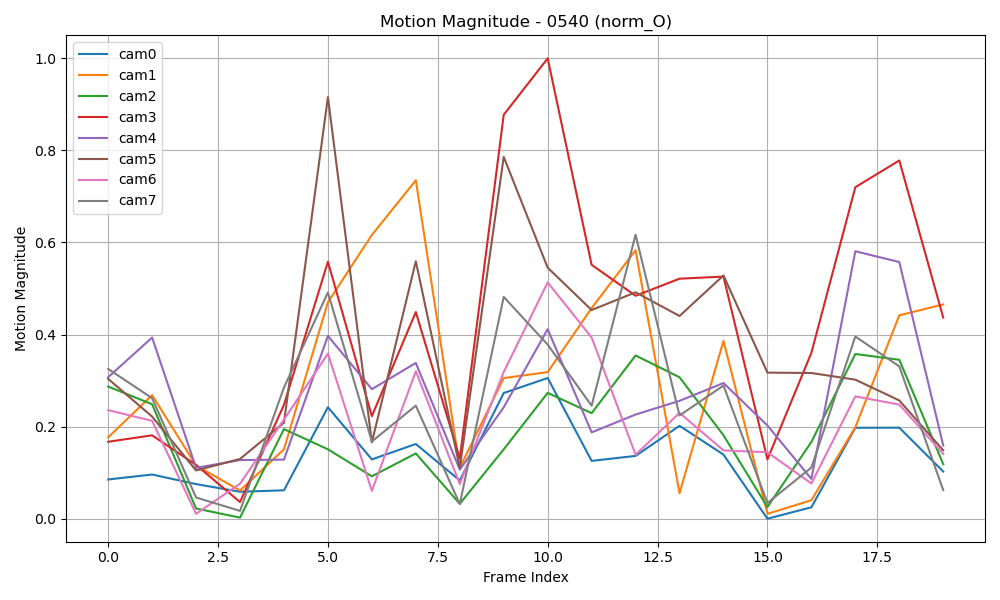 Motion Magnitude - 0540 (norm_O)
cam0
cam1
cam2
cam3
cam4
cam5
cam6
cam7
Motion Magnitude
1.0
0.8
0.6
0.4
0.2
0.0
0.0 2.5 5.0 7.5 10.0 12.5 15.0 17.5
Frame Index